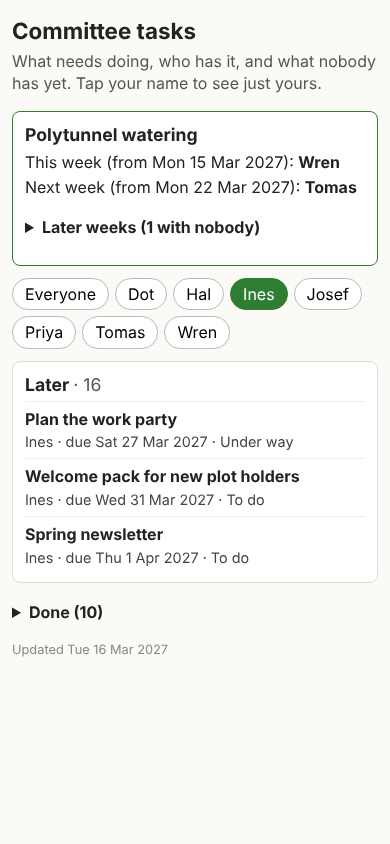 Committee tasks
What needs doing, who has it, and what nobody
has yet. Tap your name to see just yours.
Polytunnel watering
This week (from Mon 15 Mar 2027): Wren
Next week (from Mon 22 Mar 2027): Tomas
Later weeks (1 with nobody)
Everyone Dot Hal Ines Josef
Priya Tomas Wren
Later · 16
Plan the work party
Ines · due Sat 27 Mar 2027 · Under way
Welcome pack for new plot holders
Ines · due Wed 31 Mar 2027 · To do
Spring newsletter
Ines · due Thu 1 Apr 2027 · To do
Done (10)
Updated Tue 16 Mar 2027